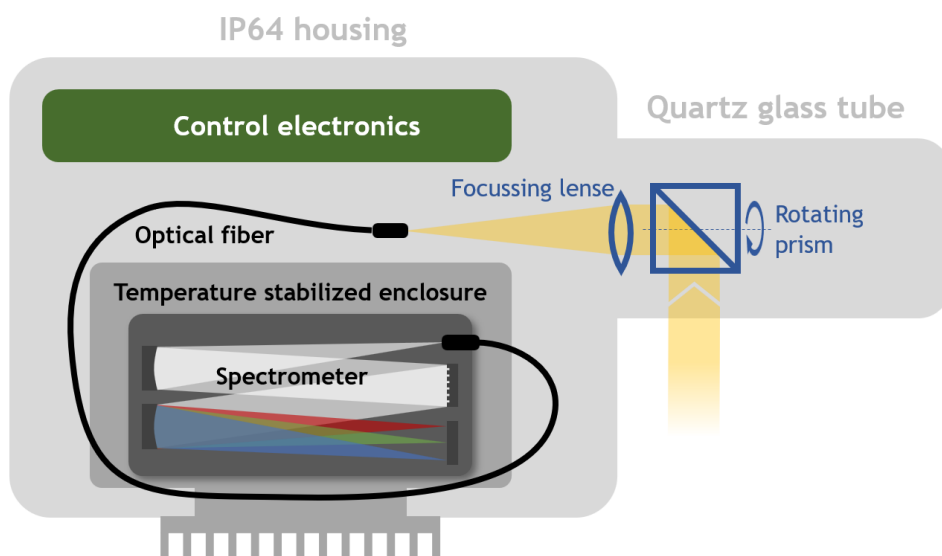 IP64 housing
Control electronics
Quartz glass tube
Focussing lense
Rotating
prism
Optical fiber
Temperature stabilized enclosure
Spectrometer